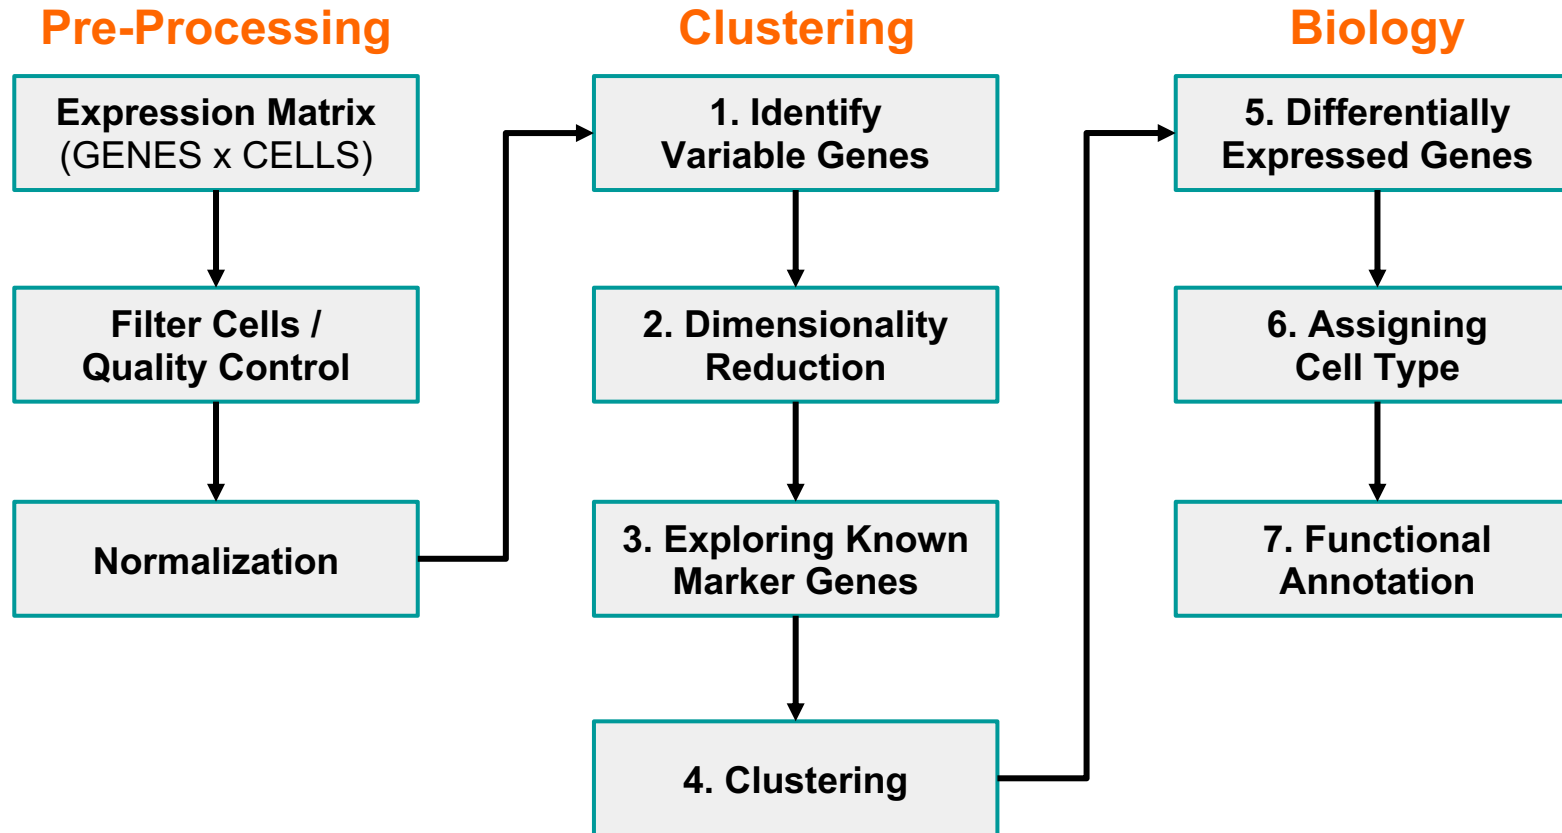 Pre-Processing
Expression Matrix
(GENES x CELLS)
Filter Cells /
Quality Control
Normalization
Clustering
1. Identify
Variable Genes
2. Dimensionality
Reduction
3. Exploring Known
Marker Genes
4. Clustering
Biology
5. Differentially
Expressed Genes
6. Assigning
Cell Type
7. Functional
Annotation